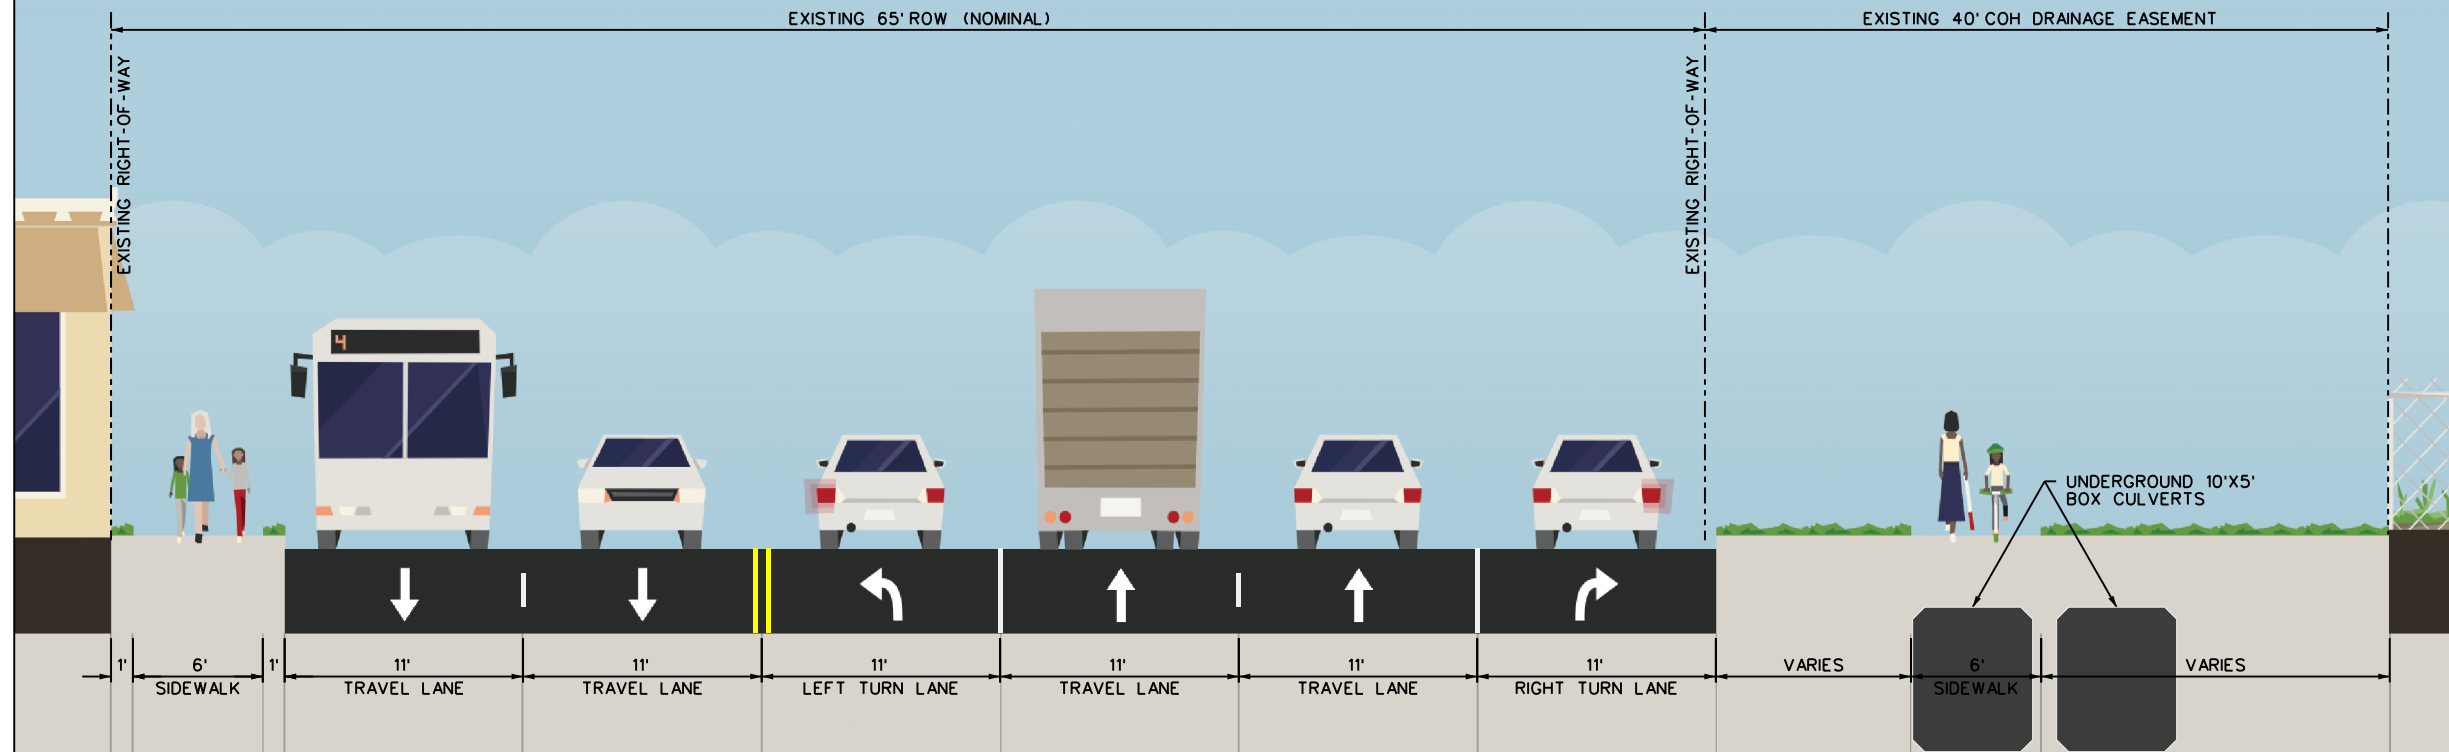 EXISTING 65' ROW (NOMINAL)
EXISTING 40' COH DRAINAGE EASEMENT
EXISTING RIGHT-OF-WAY
EXISTING RIGHT-OF-WAY
4
UNDERGROUND 10'X5'
BOX CULVERTS
1'
6'
SIDEWALK
1'
11'
TRAVEL LANE
11'
TRAVEL LANE
11'
LEFT TURN LANE
11'
TRAVEL LANE
11'
TRAVEL LANE
11'
RIGHT TURN LANE
VARIES
6'
SIDEWALK
VARIES